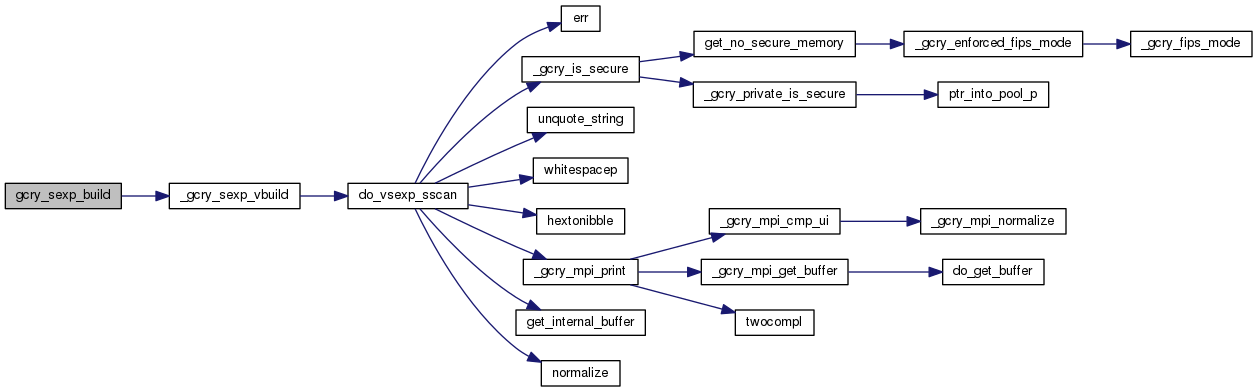 err
get_no_secure_memory
_gcry_enforced_fips_mode
_gcry_fips_mode
_gcry_is_secure
_gcry_private_is_secure
ptr_into_pool_p
unquote_string
whitespacep
gcry_sexp_build
_gcry_sexp_vbuild
do_vsexp_sscan
hextonibble
_gcry_mpi_cmp_ui
_gcry_mpi_normalize
_gcry_mpi_print
_gcry_mpi_get_buffer
do_get_buffer
get_internal_buffer
twocompl
normalize